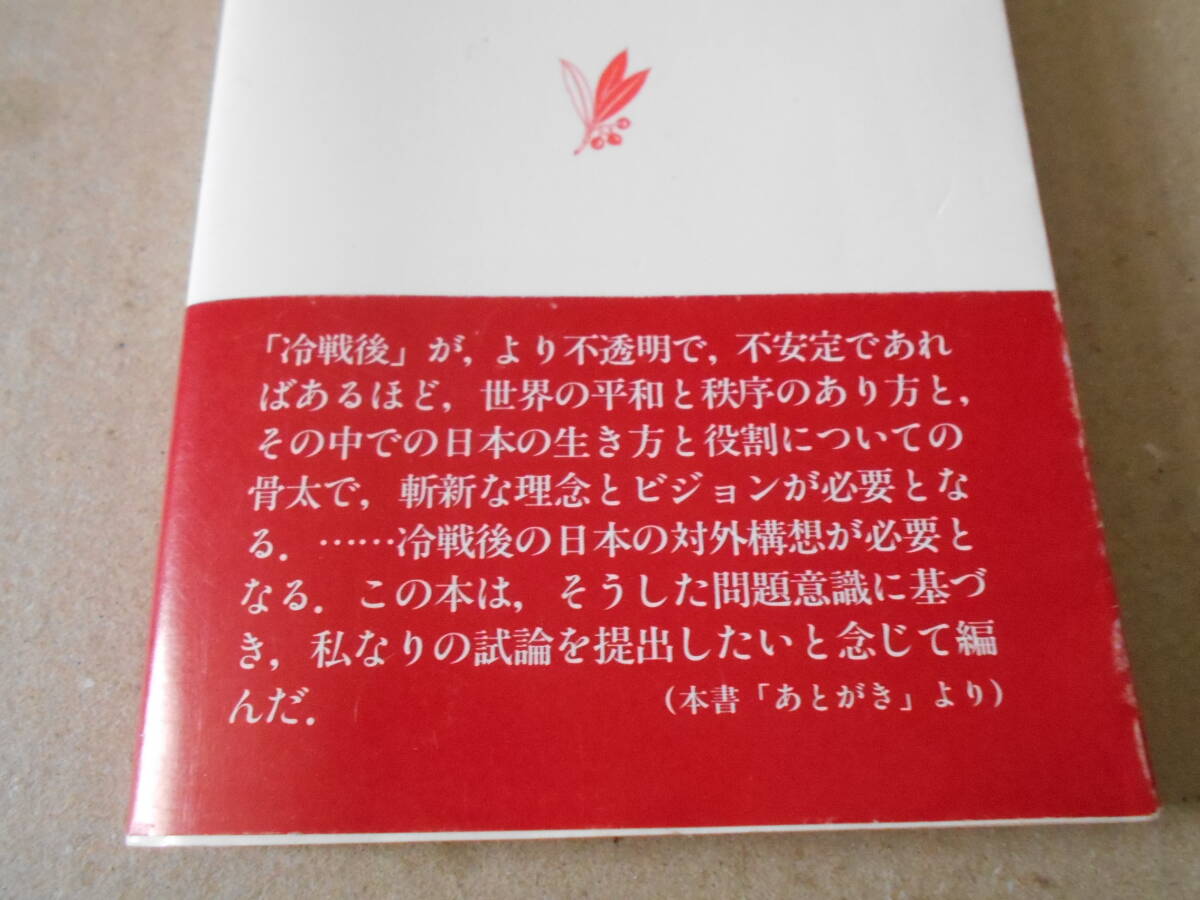 「冷戦後」が，より不透明で，不安定であれ
ばあるほど，世界の平和と秩序のあり方と，
その中での日本の生き方と役割についての
骨太で，斬新な理念とビジョンが必要とな
る．……冷戦後の日本の対外構想が必要と
なる．この本は，そうした問題意識に基づ
き，私なりの試論を提出したいと念じて編
んだ．
（本書「あとがき」より）